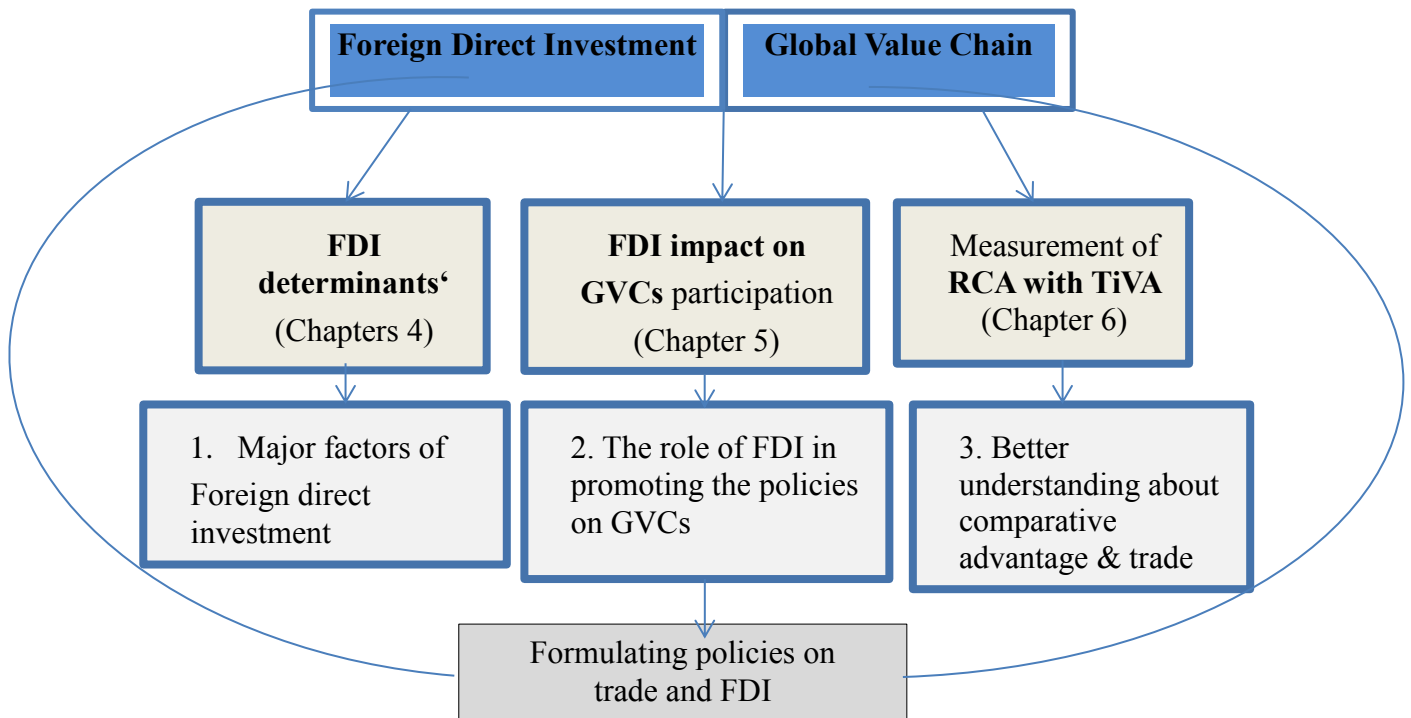 Foreign Direct Investment
Global Value Chain
FDI
determinants‘
(Chapters 4)
FDI impact on
GVCs participation
(Chapter 5)
Measurement of
RCA with TiVA
(Chapter 6)
1. Major factors of
Foreign direct
investment
2. The role of FDI in
promoting the policies
on GVCs
3. Better
understanding about
comparative
advantage & trade
Formulating policies on
trade and FDI